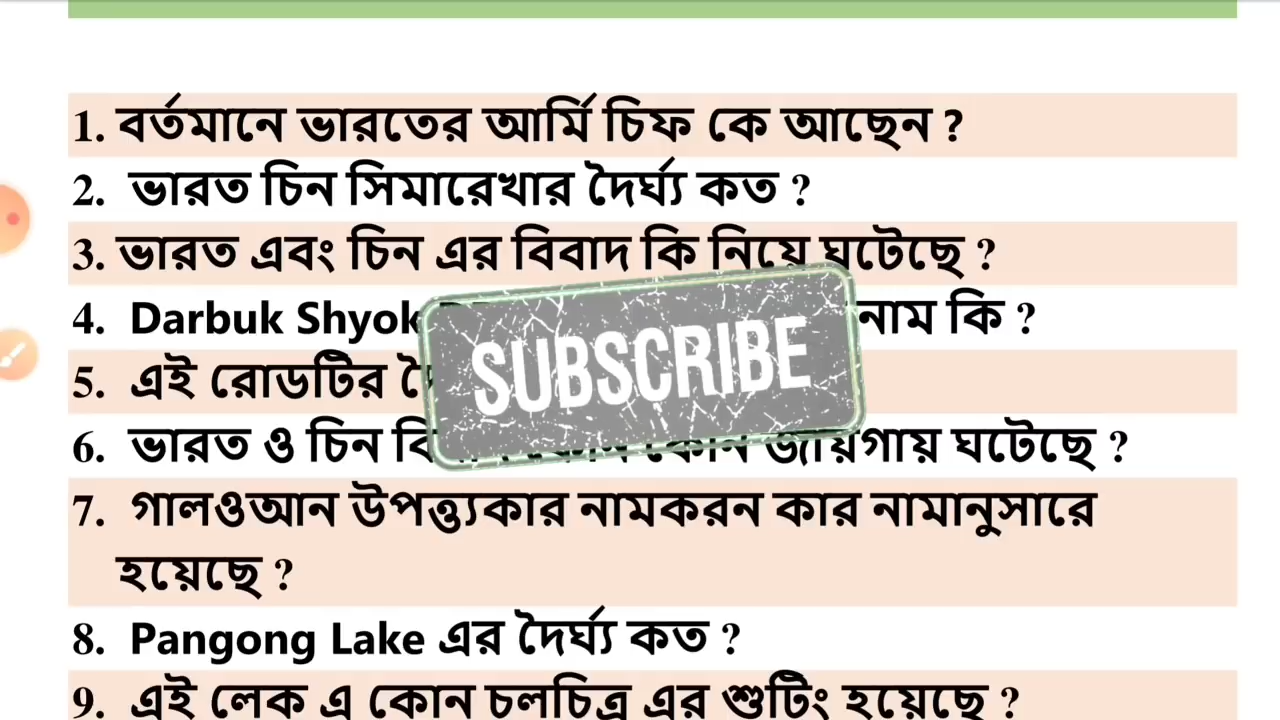 1. বর্তমানে ভারতের আর্মি চিফ কে আছেন ?
2. ভারত চিন সিমারেখার দৈর্ঘ্য কত ?
3. ভারত এবং চিন এর বিবাদ কি নিয়ে ঘটেছে ?
4. Darbuk Shyok নাম কি ?
5. এই রোডটির
SUBSCRIBE
6. ভারত ও চিন কোন জায়গায় ঘটেছে ?
7. গালওআন উপত্ত্যকার নামকরন কার নামানুসারে
হয়েছে ?
8. Pangong Lake এর দৈর্ঘ্য কত ?
9. এই লেক এ কোন চলচিত্র এর শুটিং হয়েছে ?